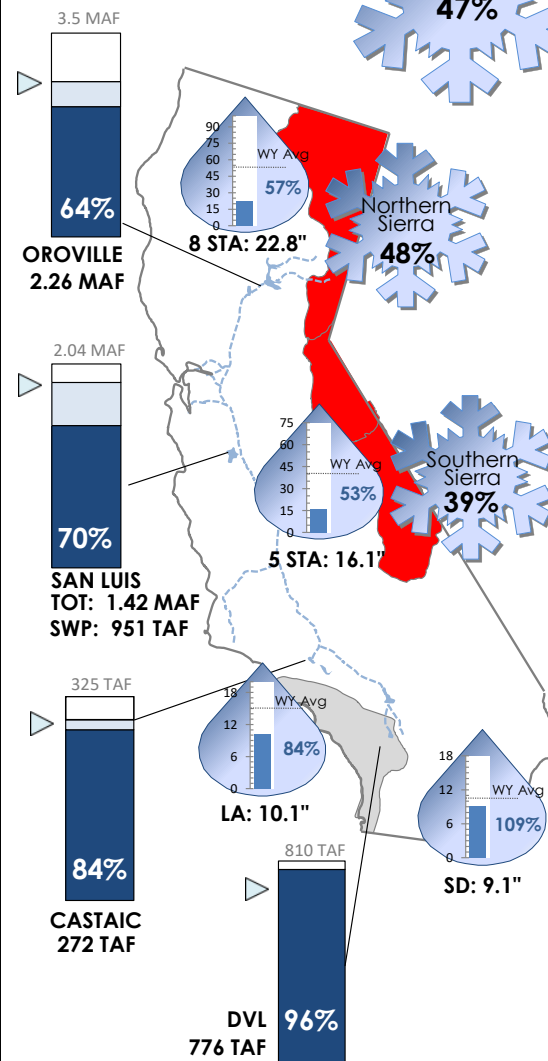 47%
3.5 MAF
64%
OROVILLE
2.26 MAF
90
75
60
45
30
15
0
WY Avg
57%
8 STA: 22.8"
Northern
Sierra
48%
2.04 MAF
70%
SAN LUIS
TOT: 1.42 MAF
SWP: 951 TAF
75
60
45
30
15
0
WY Avg
53%
5 STA: 16.1"
Southern
Sierra
39%
325 TAF
84%
CASTAIC
272 TAF
18
12
6
0
WY Avg
84%
LA: 10.1"
18
12
6
0
WY Avg
109%
SD: 9.1"
810 TAF
96%
DVL
776 TAF